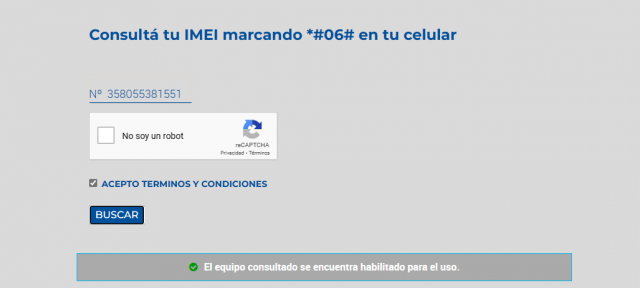 Consultá tu IMEI marcando *#06# en tu celular
Nº 358055381551
No soy un robot
reCAPTCHA
Privacidad - Términos
ACEPTO TERMINOS Y CONDICIONES
BUSCAR
El equipo consultado se encuentra habilitado para el uso.